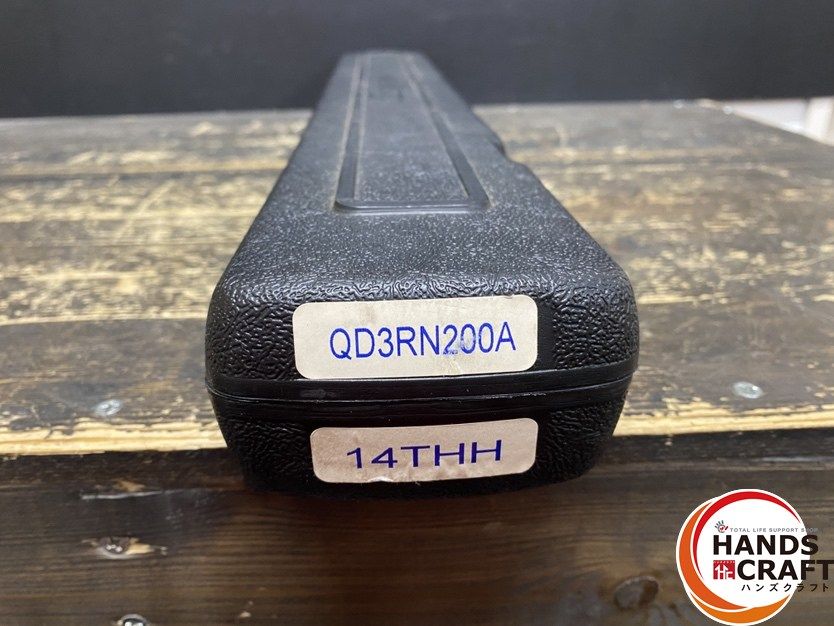 QD3RN200A
14THH
TOTAL LIFE SUPPORT SHOP
HANDS
CRAFT
ハンズクラフト